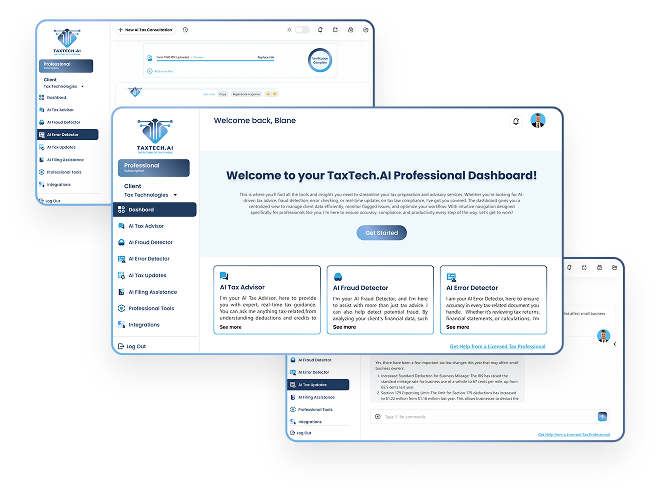 TAXTECH.AI
Professional
Subscription
Client
Tax Technologies
Dashboard
AI Tax Advisor
AI Fraud Detector
AI Error Detector
AI Tax Updates
AI Filing Assistance
Professional Tools
Integrations
Log Out
+ New AI Tax Consultation
Replace File
Verification
Complete
Copy
Regenerate response
TAXTECH.AI
Professional
Subscription
Client
Tax Technologies
Dashbord
AI Tax Advisor
AI Fraud Detector
AI Error Detector
AI Tax Updates
AI Filing Assistance
Professional Tools
Integrations
Log Out
Welcome back, Blane
Welcome to your TaxTech.AI Professional Dashboard!
This is where you'll find all the tools and insights you need to streamline your tax preparation and advisory services. Whether you're looking for AI-
driven tax advice, fraud detection, error checking, or real-time updates on tax law compliance, I've got you covered. The dashboard gives you a
centralized view to manage client data efficiently, monitor flagged issues, and optimize your workflow. With intuitive navigation designed
specifically for professionals like you, I'm here to ensure accuracy, compliance, and productivity every step of the way. Let's get to work!
Get Started
AI Tax Advisor
I'm your AI Tax Advisor, here to provide
you with expert, real-time tax guidance.
You can ask me anything tax-related,from
understanding deductions and credits to
See more
AI Fraud Detector
I'm your AI Fraud Detector, and I'm here
to assist with more than just tax advice. I
can also help detect potential fraud. By
analyzing your client's financial data, such
See more
AI Error Detector
I am your AI Error Detector, here to ensure
accuracy in every tax-related document you
handle. Whether it's reviewing tax returns,
financial statements, or calculations, I'm
See more
Get Help from a Licensed Tax Professional
that affect small business
AI Fraud Detector
AI Error Detector
AI Tax Updates
AI Filing Assistance
Professional Tools
Integrations
Log Out
Yes, there have been a few important tax law changes this year that may affect small
business owners:
1. Increased Standard Deduction for Business Mileage: The IRS has raised the
standard mileage rate for business use of a vehicle to 67 cents per mile, up from
65.5 cents last year.
2. Section 179 Expensing Limit: The limit for Section 179 deductions has increased
to $1.22 million from $1.16 million last year. This allows businesses to deduct the
Type '/' for commands
Get Help from a Licensed Tax Professional